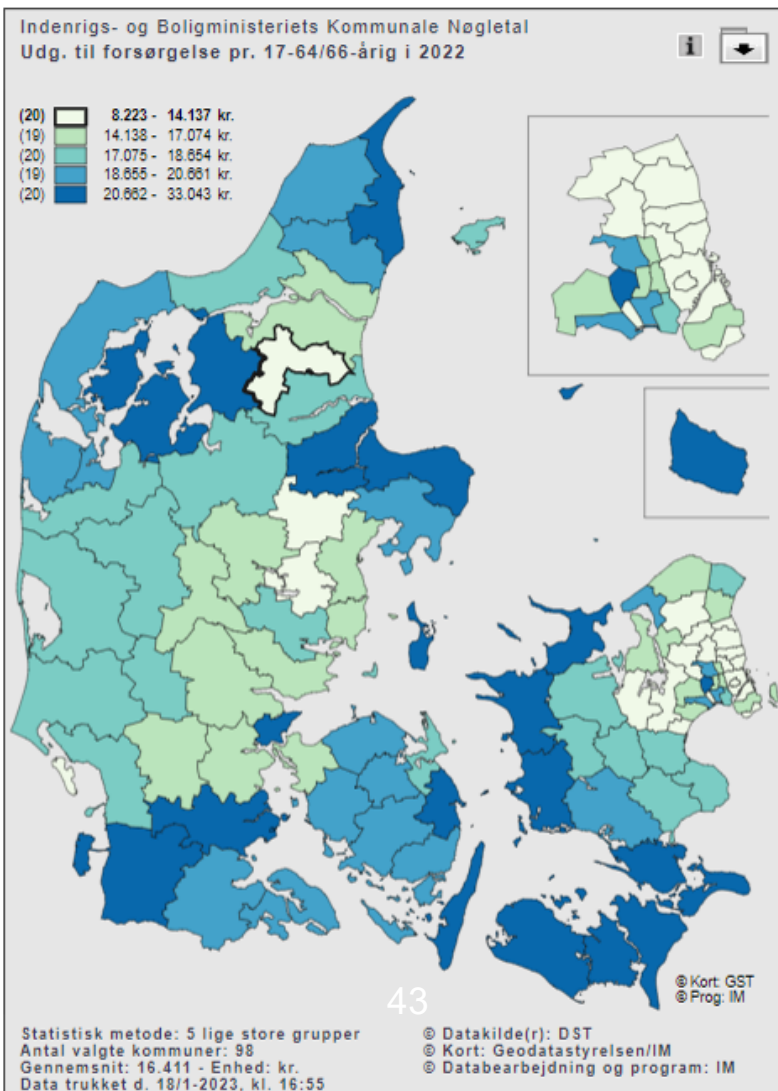 Indenrigs- og Boligministeriets Kommunale Nøgletal
Udg. til forsørgelse pr. 17-64/66-årig i 2022
i
(20) 8.223 - 14.137 kr.
(19) 14.138 - 17.074 kr.
(20) 17.075 - 18.654 kr.
(19) 18.655 - 20.661 kr.
(20) 20.662 - 33.043 kr.
© Kort: GST
© Prog: IM
43
Statistisk metode: 5 lige store grupper
Antal valgte kommuner: 98
Gennemsnit: 16.411 - Enhed: kr.
Data trukket d. 18/1-2023, kl. 16:55
© Datakilde(r): DST
© Kort: Geodatastyrelsen/IM
© Databearbejdning og program: IM